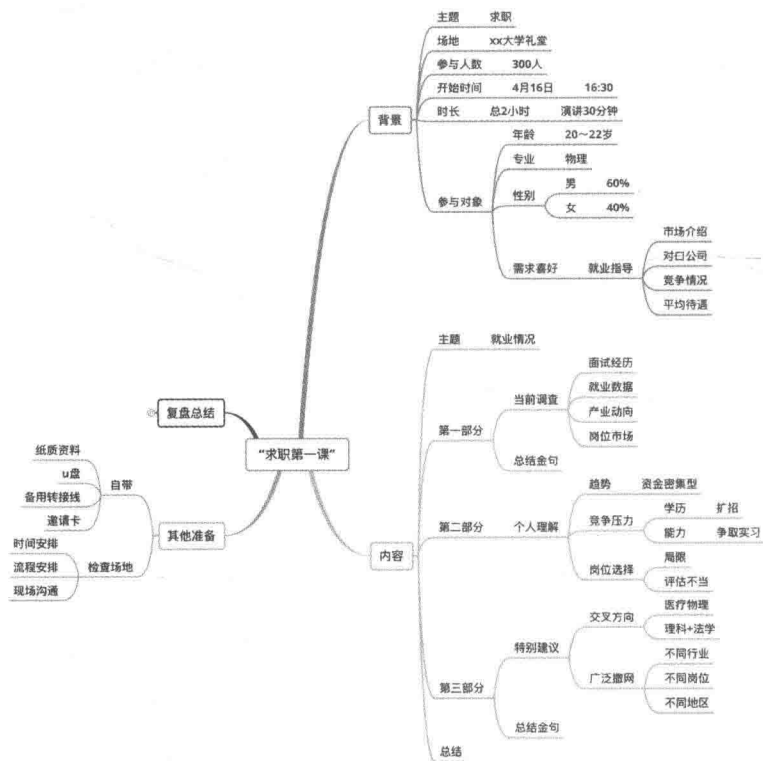 主题 求职
场地 xx大学礼堂
参与人数 300人
开始时间 4月16日 16:30
背景
时长 总2小时 演讲30分钟
年龄 20～22岁
专业 物理
男 60%
参与对象 性别
女 40%
市场介绍
需求喜好 就业指导
对口公司
竞争情况
平均待遇
主题 就业情况
面试经历
当前调查
就业数据
产业动向
第一部分
岗位市场
总结金句
复盘总结
“求职第一课”
纸质资料
u盘
自带
备用转接线
邀请卡
其他准备
时间安排
流程安排
检查场地
现场沟通
内容
趋势 资金密集型
学历 扩招
第二部分 个人理解 竞争压力
能力 争取实习
局限
岗位选择
评估不当
医疗物理
交叉方向
理科+法学
特别建议
不同行业
第三部分
广泛撒网
不同岗位
不同地区
总结金句
总结